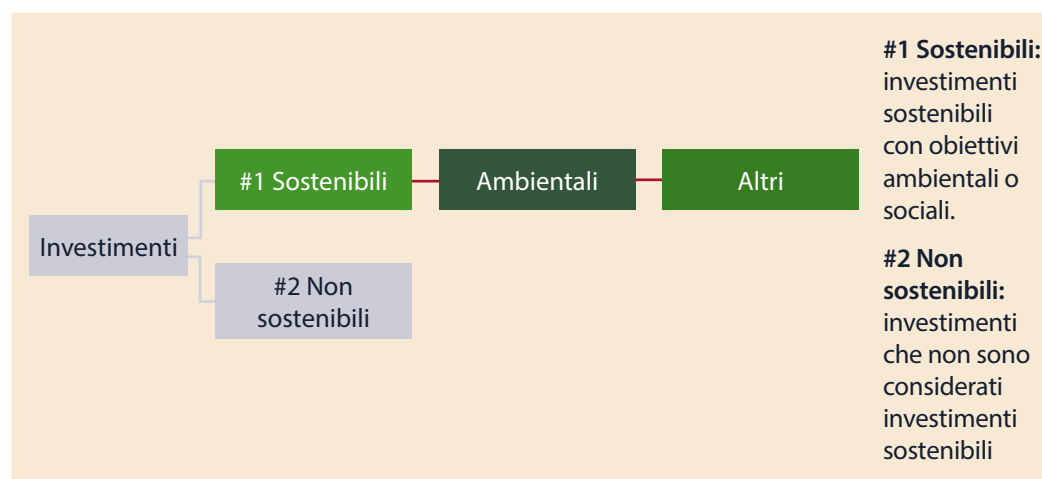 #1 Sostenibili
Ambientali
Altri
Investimenti
#2 Non
sostenibili
#1 Sostenibili:
investimenti
sostenibili
con obiettivi
ambientali o
sociali.
#2 Non
sostenibili:
investimenti
che non sono
considerati
investimenti
sostenibili